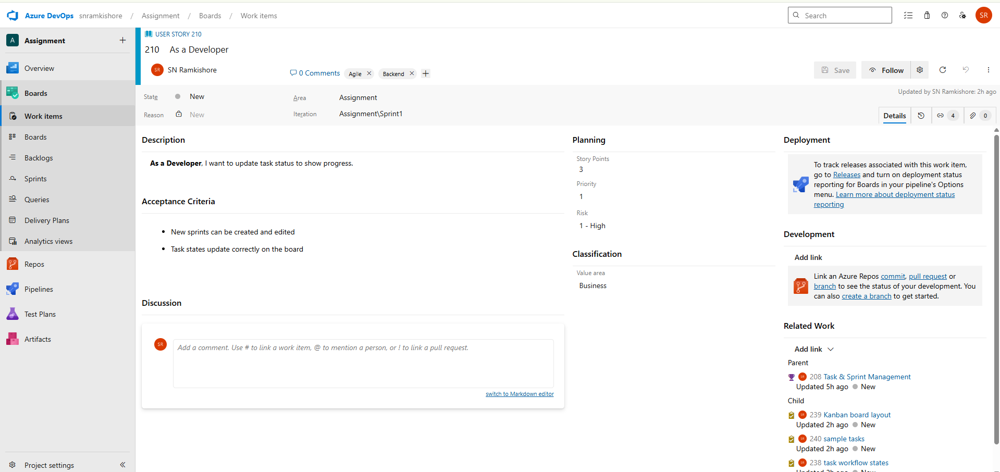 Azure DevOps snramkishore / Assignment / Boards / Work items
Search
SR
A Assignment
Overview
Boards
Work items
Boards
Backlogs
Sprints
Queries
Delivery Plans
Analytics views
Repos
Pipelines
Test Plans
Artifacts
Project settings
USER STORY 210
210 As a Developer
SR SN Ramkishore
0 Comments
Agile
Backend
Save
Follow
State
New
Area
Assignment
Updated by SN Ramkishore: 2h ago
Reason
New
Iteration
Assignment\Sprint1
Details
4
0
Description
As a Developer, I want to update task status to show progress.
Acceptance Criteria
• New sprints can be created and edited
• Task states update correctly on the board
Discussion
SR
Add a comment. Use # to link a work item, @ to mention a person, or ! to link a pull request.
switch to Markdown editor
Planning
Story Points
3
Priority
1
Risk
1 - High
Classification
Value area
Business
Deployment
To track releases associated with this work item,
go to Releases and turn on deployment status
reporting for Boards in your pipeline's Options
menu. Learn more about deployment status
reporting
Development
Add link
Link an Azure Repos commit, pull request or
branch to see the status of your development. You
can also create a branch to get started.
Related Work
Add link
Parent
SR 208 Task & Sprint Management
Updated 5h ago New
Child
SR 239 Kanban board layout
Updated 2h ago New
SR 240 sample tasks
Updated 2h ago New
SR 238 task workflow states
Updated 2h ago New